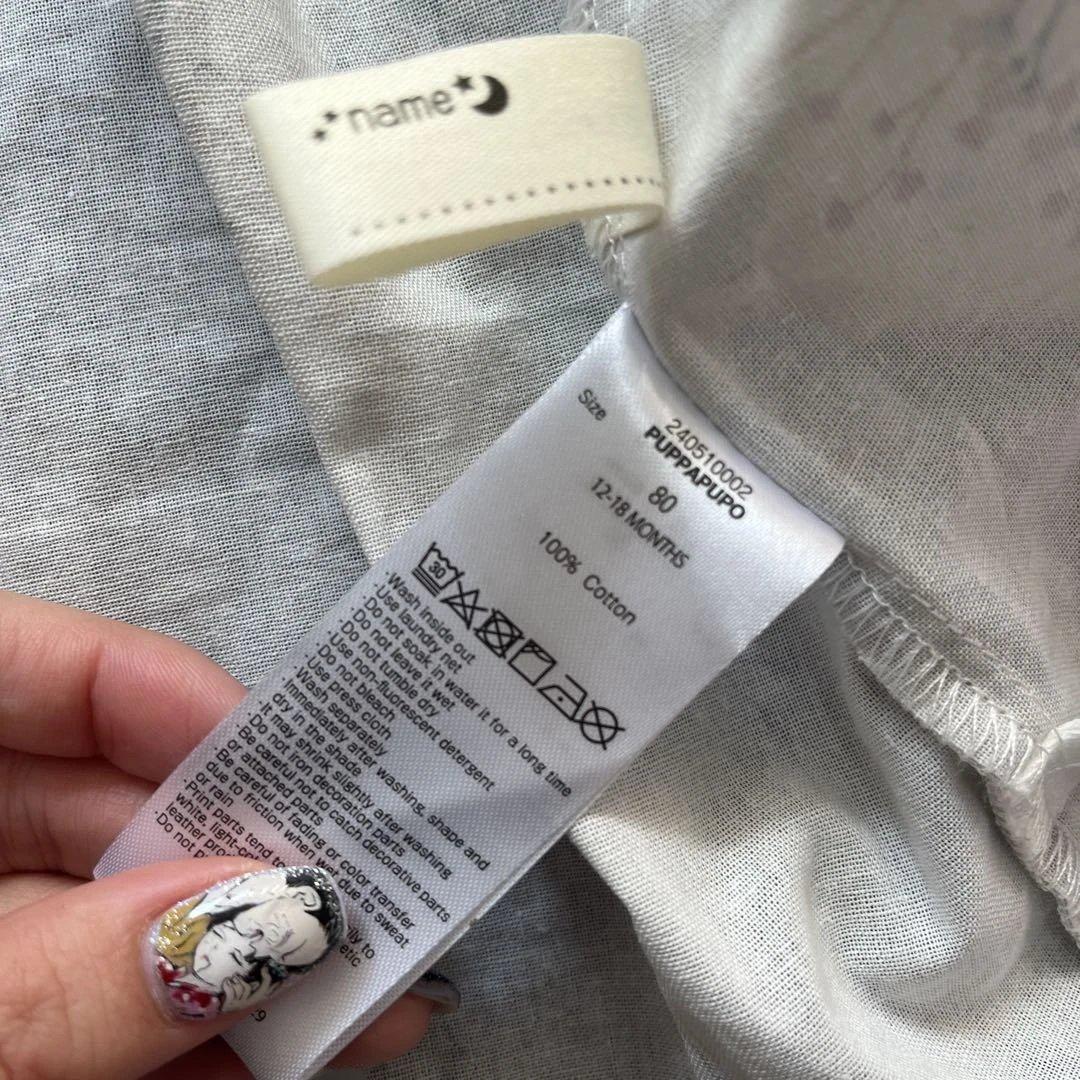 name
240510002
PUPPAPUPO
Size 80
12-18 MONTHS
100% Cotton
30
·Wash inside out
·Use laundry net
·Do not soak in water it for a long time
·Do not leave it wet
·Do not tumble dry
·Use non-fluorescent detergent
·Do not bleach
·Use press cloth
·Wash separately
·Immediately after washing, shape and
dry in the shade
·It may shrink slightly after washing
·Do not iron decoration parts
·Be careful not to catch decorative parts
or attached parts
·Be careful of fading or color transfer
due to friction when wet due to sweat
or rain
·Print parts tend to
white, light-co
leather pro
·Do not p